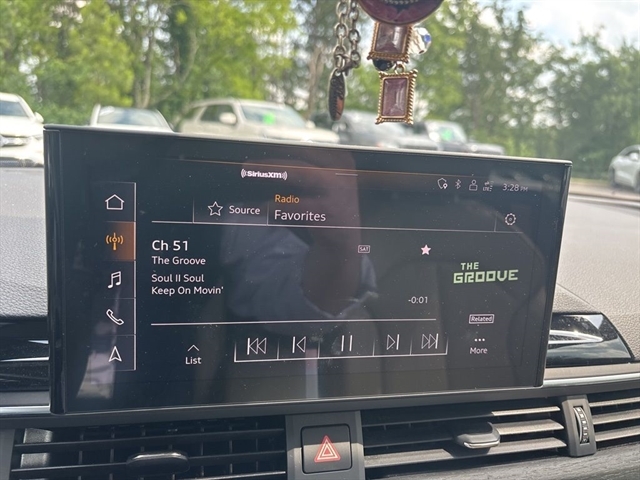 SiriusXM
Radio
Source
Favorites
3:28 PM
Ch 51
The Groove
SAT
Soul II Soul
Keep On Movin'
-0:01
THE
GROOVE
Related
List
More